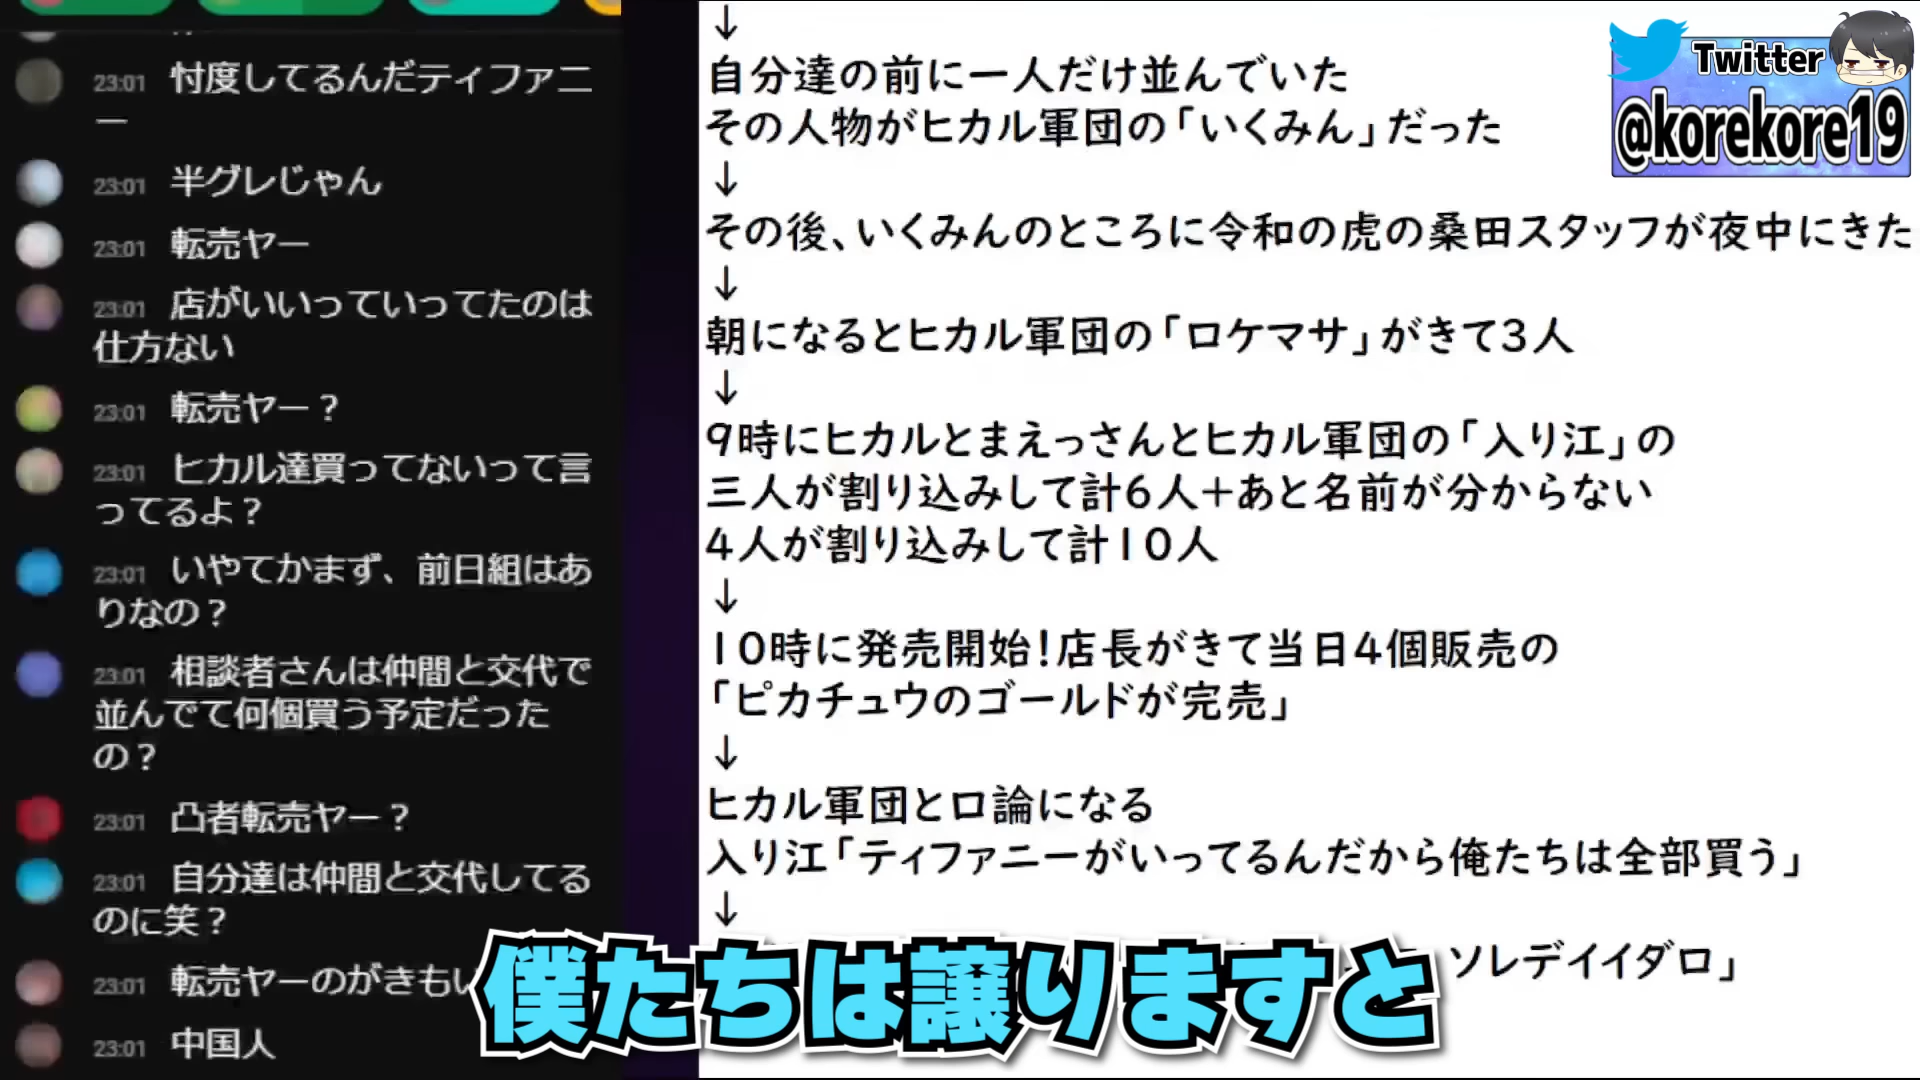 23:01 忖度してるんだティファニ
ー
23:01 半グレじゃん
23:01 転売ヤー
23:01 店がいいっていってたのは
仕方ない
23:01 転売ヤー？
23:01 ヒカル達買ってないって言
ってるよ？
23:01 いやてかまず、前日組はあ
りなの？
23:01 相談者さんは仲間と交代で
並んでて何個買う予定だった
の？
23:01 凸者転売ヤー？
23:01 自分達は仲間と交代してる
のに笑？
23:01 転売ヤーのがきもい
23:01 中国人
↓
自分達の前に一人だけ並んでいた
その人物がヒカル軍団の「いくみん」だった
↓
その後、いくみんのところに令和の虎の桑田スタッフが夜中にきた
↓
朝になるとヒカル軍団の「ロケマサ」がきて3人
↓
9時にヒカルとまえっさんとヒカル軍団の「入り江」の
三人が割り込みして計6人＋あと名前が分からない
4人が割り込みして計10人
↓
10時に発売開始！店長がきて当日4個販売の
「ピカチュウのゴールドが完売」
↓
ヒカル軍団と口論になる
入り江「ティファニーがいってるんだから俺たちは全部買う」
↓
ソレデイイダロ」
Twitter
@korekore19
僕たちは譲りますと